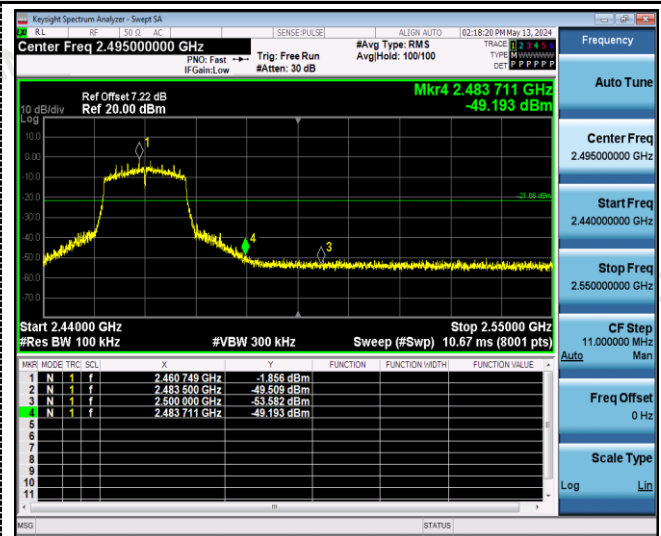 Keysight Spectrum Analyzer - Swept SA
RL RF 50 Ω AC SENSE:PULSE ALIGN AUTO 02:18:20 PM May 13, 2024
Center Freq 2.495000000 GHz
PNO: Fast
IFGain:Low
Trig: Free Run
#Atten: 30 dB
#Avg Type: RMS
Avg|Hold: 100/100
TRACE 1 2 3 4 5 6
TYPE M WWWWW
DET P P P P P P
Frequency
Auto Tune
Center Freq
2.495000000 GHz
Start Freq
2.440000000 GHz
Stop Freq
2.550000000 GHz
CF Step
11.000000 MHz
Auto Man
Freq Offset
0 Hz
Scale Type
Log Lin
Ref Offset 7.22 dB
Ref 20.00 dBm
10 dB/div
Log
Mkr4 2.483 711 GHz
-49.193 dBm
10.0
0.00
-10.0
-20.0
-30.0
-40.0
-50.0
-60.0
-70.0
1
4
3
-21.86 dBm
Start 2.44000 GHz Stop 2.55000 GHz
#Res BW 100 kHz #VBW 300 kHz Sweep (#Swp) 10.67 ms (8001 pts)
MKR MODE TRC SCL X Y FUNCTION FUNCTION WIDTH FUNCTION VALUE
1 N 1 f 2.460 749 GHz -1.856 dBm
2 N 1 f 2.483 500 GHz -49.509 dBm
3 N 1 f 2.500 000 GHz -53.582 dBm
4 N 1 f 2.483 711 GHz -49.193 dBm
5
6
7
8
9
10
11
MSG STATUS